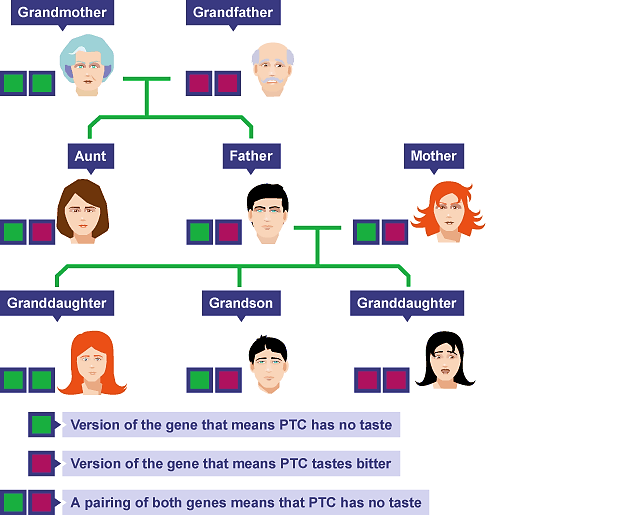 Grandmother
Grandfather
Aunt
Father
Mother
Granddaughter
Grandson
Granddaughter
Version of the gene that means PTC has no taste
Version of the gene that means PTC tastes bitter
A pairing of both genes means that PTC has no taste